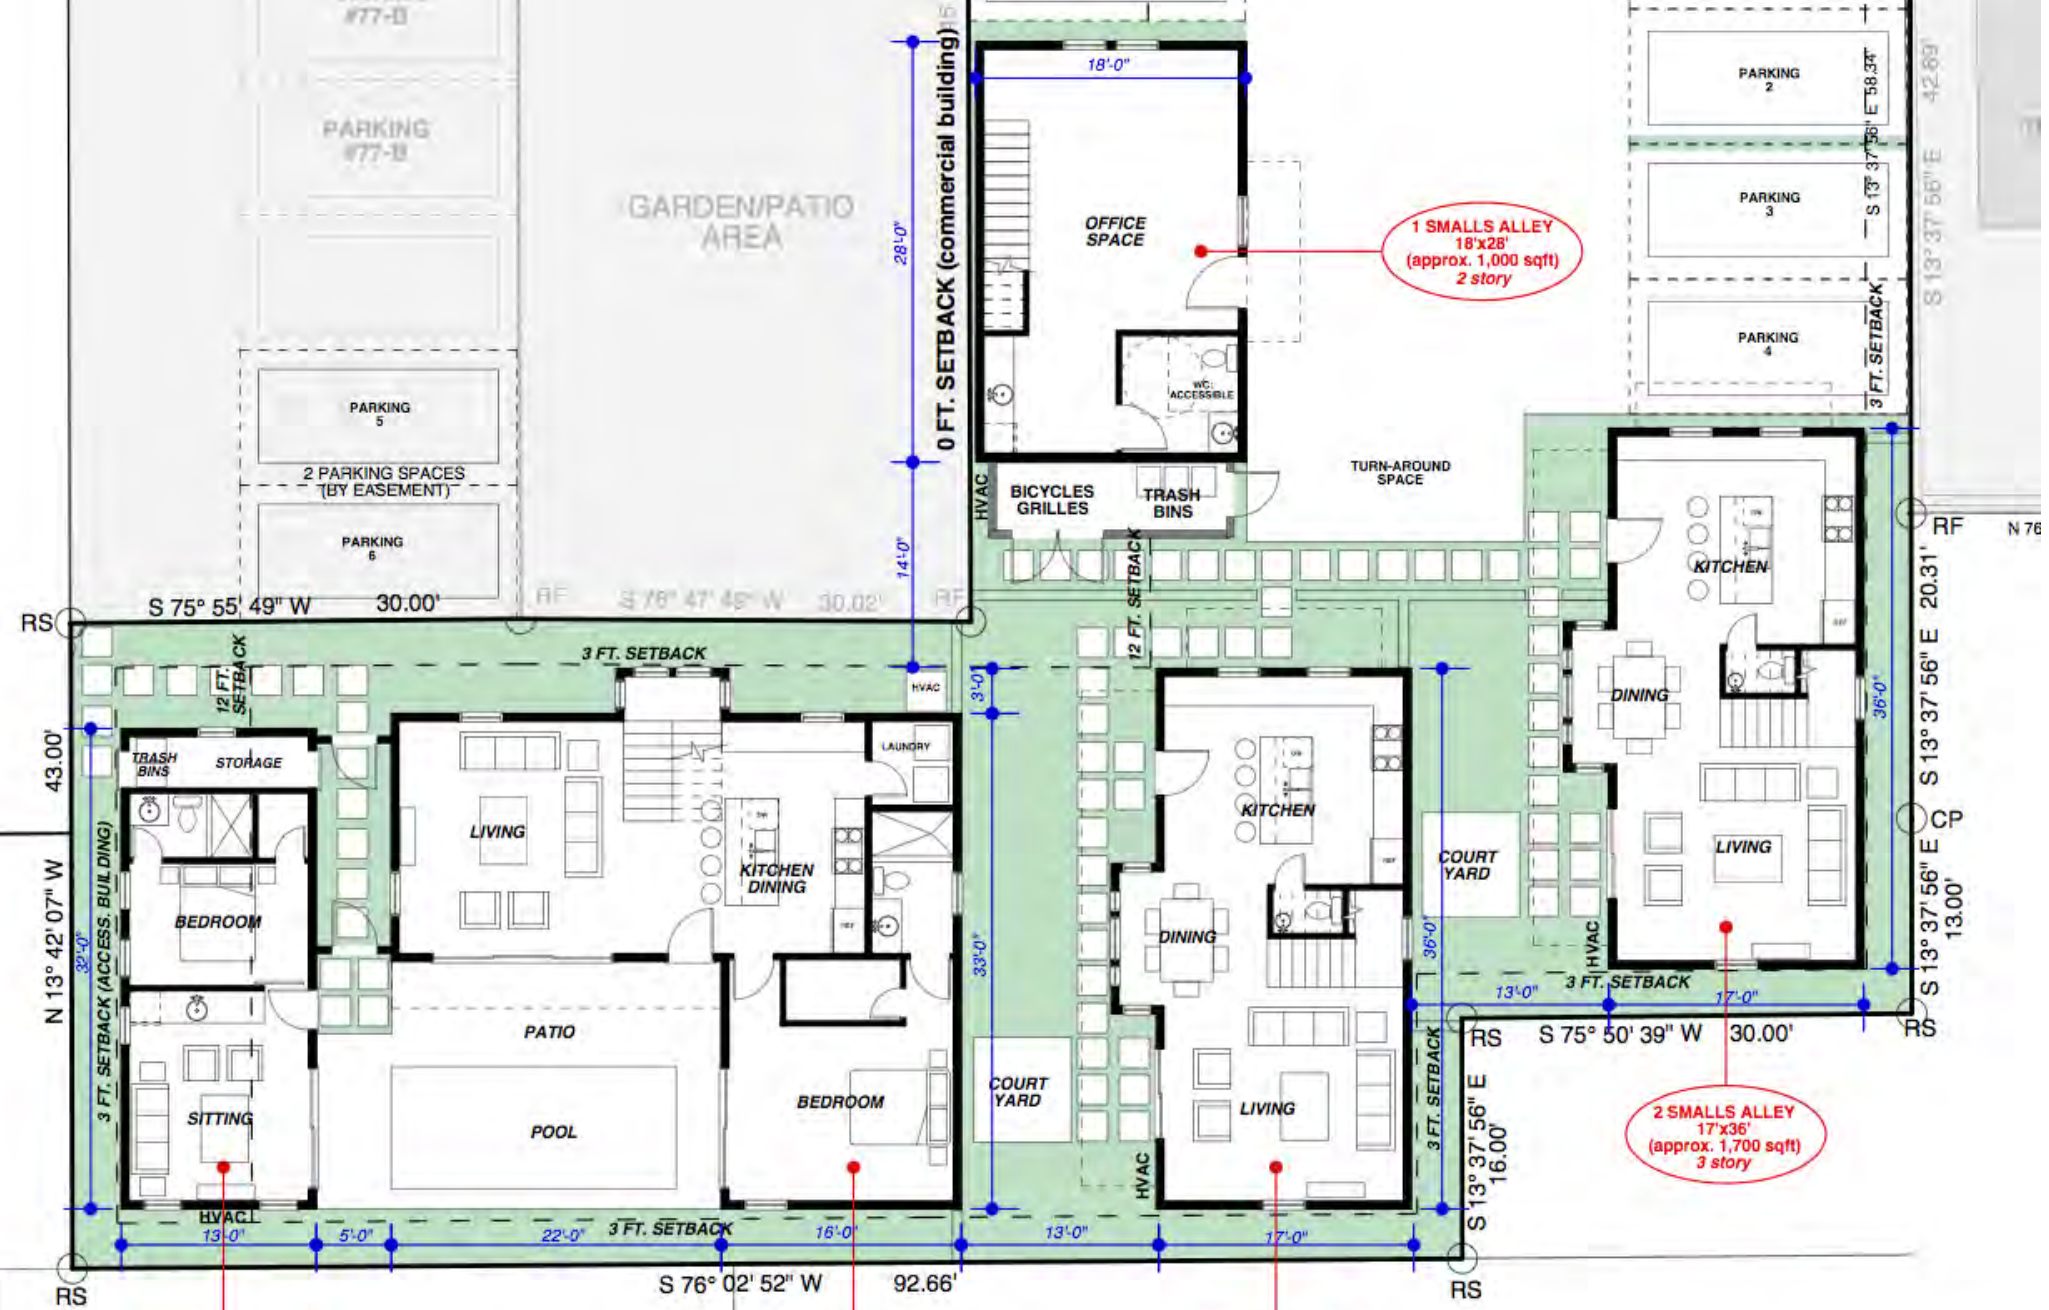 #77-B
PARKING
#77-B
GARDEN/PATIO
AREA
28'-0"
0 FT. SETBACK (commercial building)
18'-0"
OFFICE
SPACE
1 SMALLS ALLEY
18'x28'
(approx. 1,000 sqft)
2 story
PARKING
2
PARKING
3
PARKING
4
S 13° 37' 56" E 58.34'
3 FT. SETBACK
S 13° 37' 56" E 42.69'
PARKING
5
2 PARKING SPACES
(BY EASEMENT)
PARKING
6
WC:
ACCESSIBLE
HVAC
BICYCLES
GRILLES
TRASH
BINS
TURN-AROUND
SPACE
14'-0"
12 FT. SETBACK
RF
N 76
RS
S 75° 55' 49" W 30.00'
RF
S 76° 47' 49" W 30.02'
RF
12 FT.
SETBACK
3 FT. SETBACK
HVAC
3'-0"
43.00'
N 13° 42' 07" W
32'-0"
3 FT. SETBACK (ACCESS. BUILDING)
TRASH
BINS
STORAGE
BEDROOM
SITTING
HVAC
LIVING
KITCHEN
DINING
LAUNDRY
REF
PATIO
POOL
BEDROOM
33'-0"
COURT
YARD
HVAC
KITCHEN
REF
DINING
LIVING
36'-0"
COURT
YARD
3 FT. SETBACK
KITCHEN
REF
DINING
LIVING
HVAC
36'-0"
S 13° 37' 56" E 20.31'
CP
S 13° 37' 56" E
13.00'
3 FT. SETBACK
13'-0"
17'-0"
RS
S 75° 50' 39" W 30.00'
RS
S 13° 37' 56" E
16.00'
2 SMALLS ALLEY
17'x36'
(approx. 1,700 sqft)
3 story
3 FT. SETBACK
13'-0"
5'-0"
22'-0"
16'-0"
13'-0"
17'-0"
RS
S 76° 02' 52" W 92.66'
RS